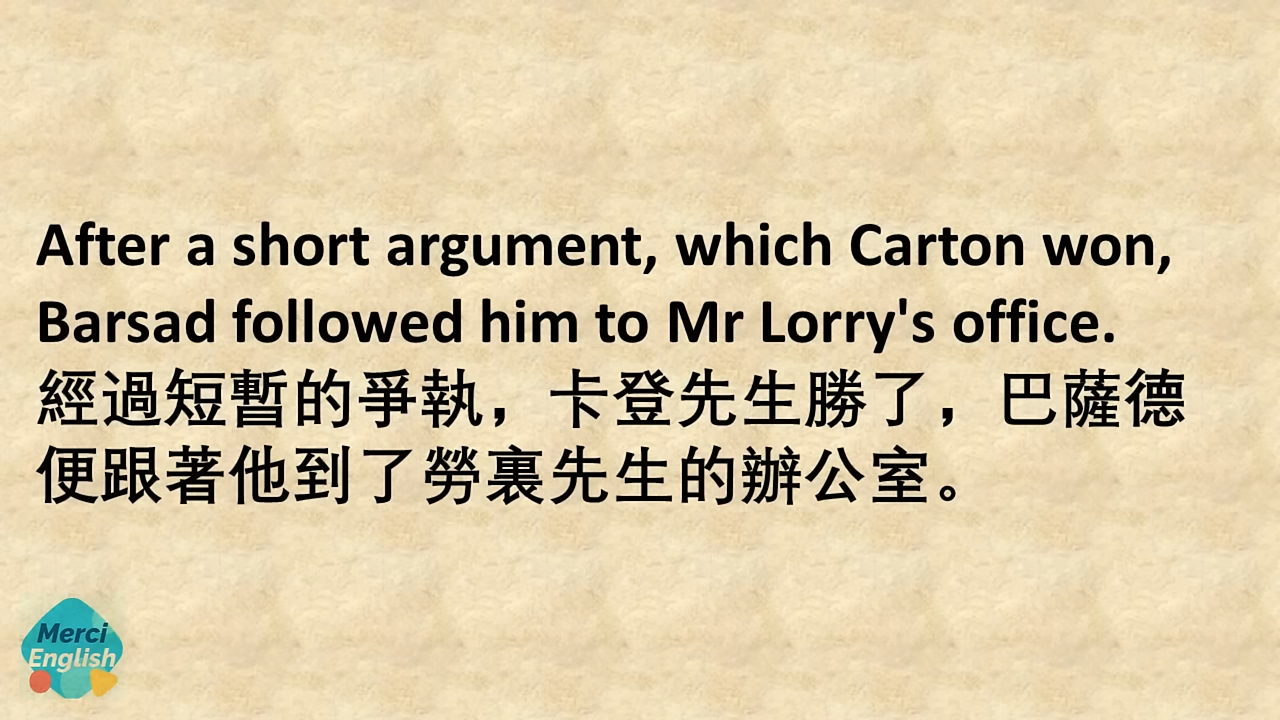 After a short argument, which Carton won,
Barsad followed him to Mr Lorry's office.
經過短暫的爭執，卡登先生勝了，巴薩德
便跟著他到了勞裏先生的辦公室。
Merci
English